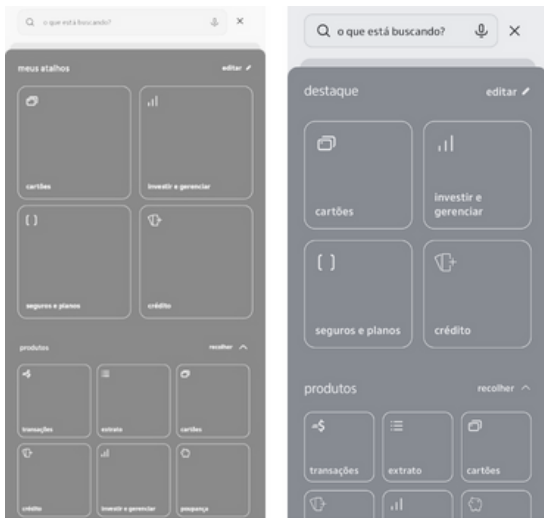 o que está buscando?
meus atalhos
editar
cartões
investir e gerenciar
seguros e planos
crédito
produtos
recolher
transações
extrato
cartões
crédito
investir e gerenciar
poupança
o que está buscando?
destaque
editar
cartões
investir e
gerenciar
seguros e planos
crédito
produtos
recolher
$
transações
extrato
cartões